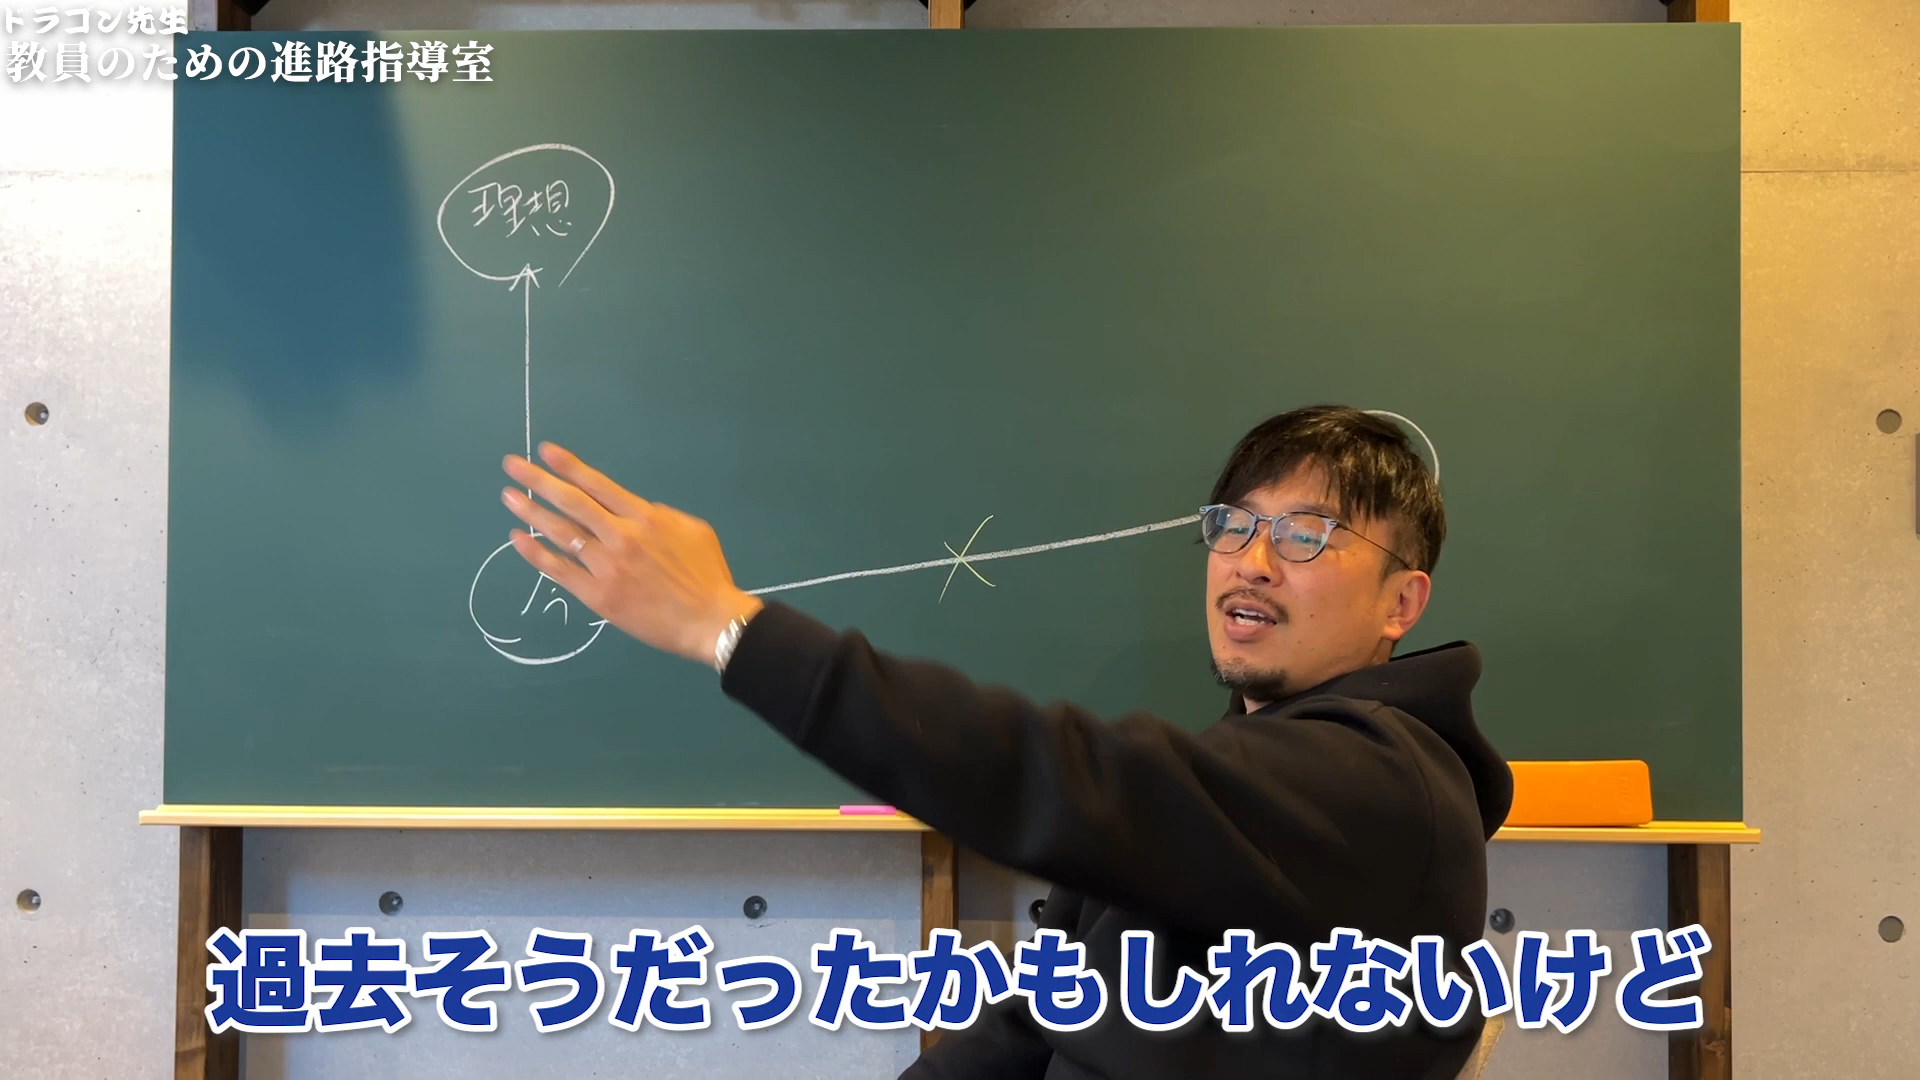 ドラゴン先生
教員のための進路指導室
理想
今
過去そうだったかもしれないけど